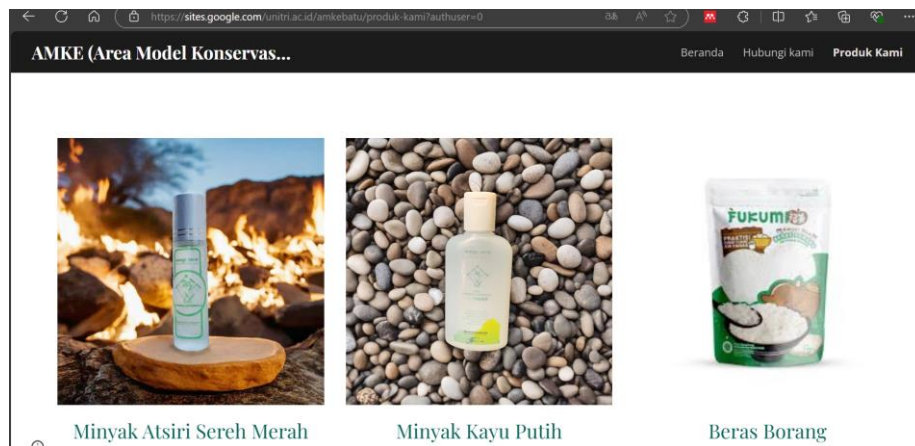 https://sites.google.com/unitri.ac.id/amkebatu/produk-kami?authuser=0
AMKE (Area Model Konservas...
Beranda Hubungi kami Produk Kami
FUKUMI
Minyak Atsiri Sereh Merah
Minyak Kayu Putih
Beras Borang